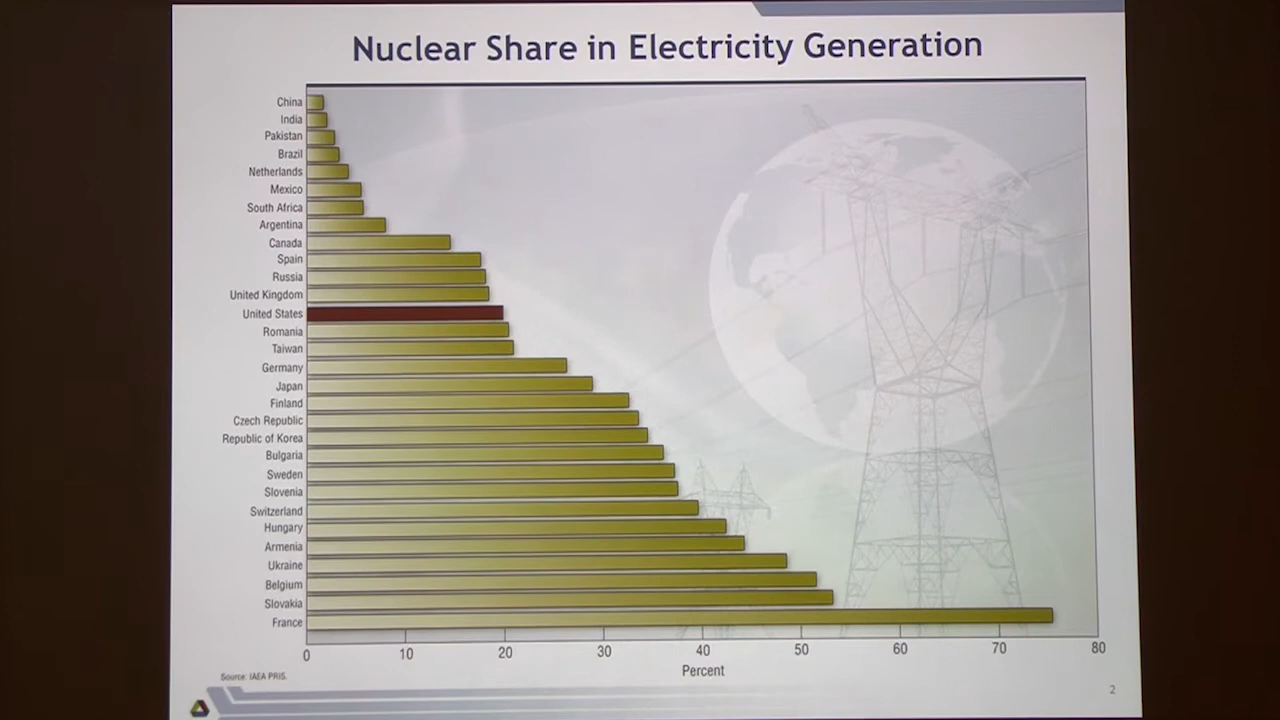 Nuclear Share in Electricity Generation
China
India
Pakistan
Brazil
Netherlands
Mexico
South Africa
Argentina
Canada
Spain
Russia
United Kingdom
United States
Romania
Taiwan
Germany
Japan
Finland
Czech Republic
Republic of Korea
Bulgaria
Sweden
Slovenia
Switzerland
Hungary
Armenia
Ukraine
Belgium
Slovakia
France
0 10 20 30 40 50 60 70 80
Percent
Source: IAEA PRIS.
2